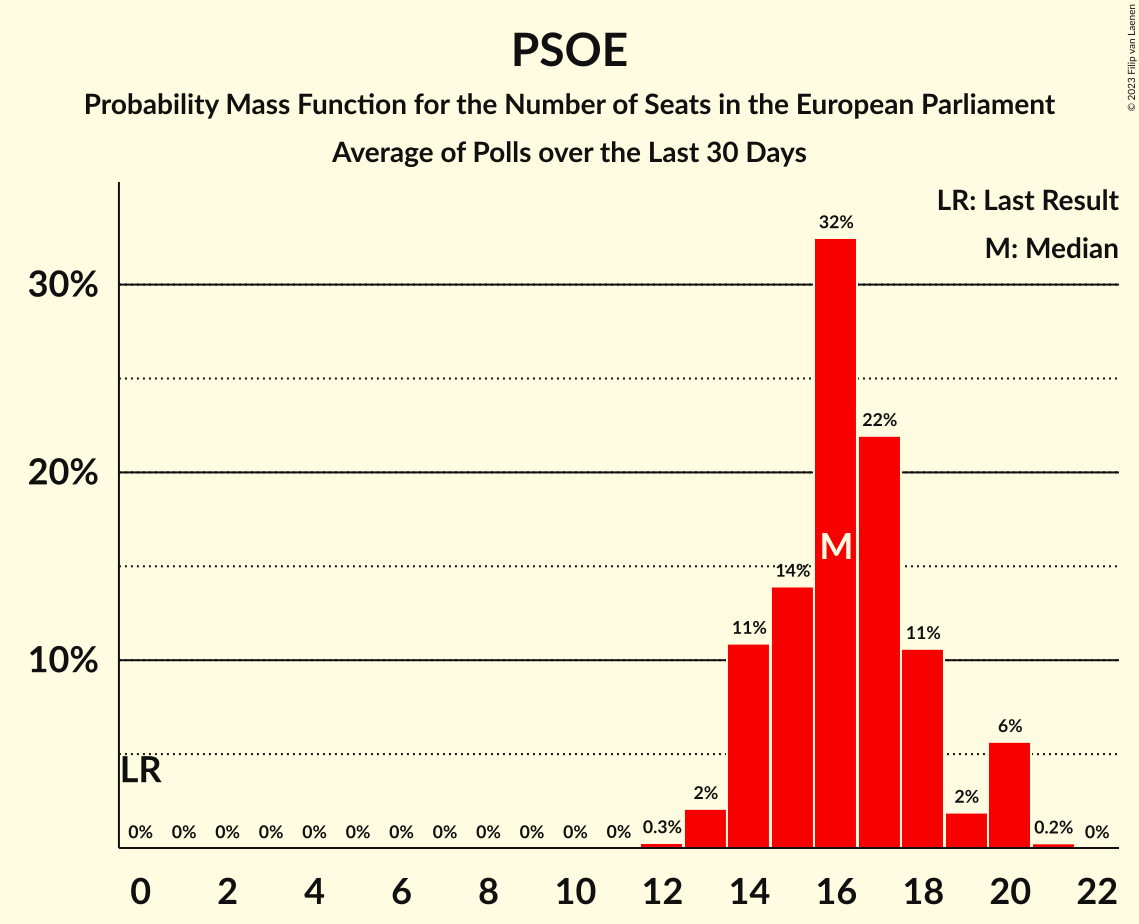 PSOE
Probability Mass Function for the Number of Seats in the European Parliament
Average of Polls over the Last 30 Days
© 2023 Filip van Laenen
LR: Last Result
M: Median
32%
30%
22%
20%
M
14%
11% 11%
10%
6%
LR
2% 2%
0% 0% 0% 0% 0% 0% 0% 0% 0% 0% 0% 0% 0.3% 0.2% 0%
0 2 4 6 8 10 12 14 16 18 20 22